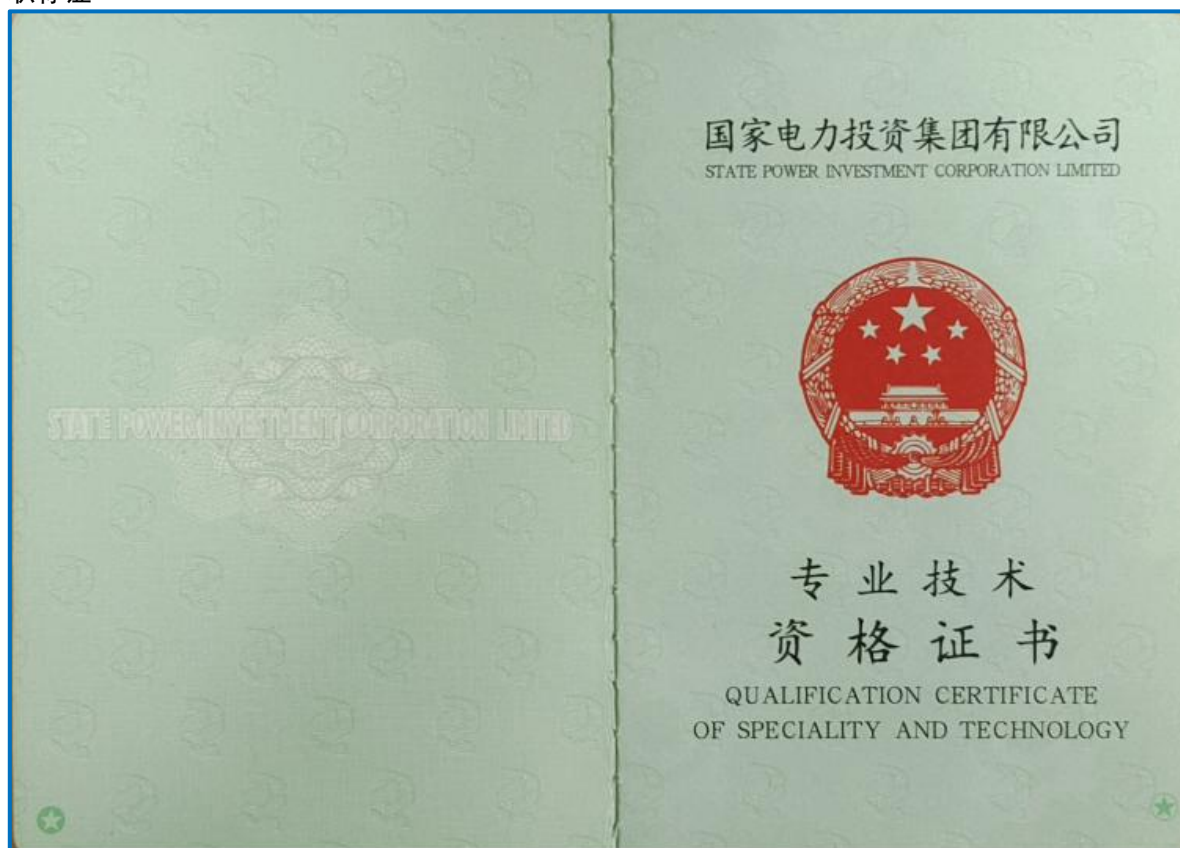 STATE POWER INVESTMENT CORPORATION LIMITED
国家电力投资集团有限公司
STATE POWER INVESTMENT CORPORATION LIMITED
专业技术
资格证书
QUALIFICATION CERTIFICATE
OF SPECIALITY AND TECHNOLOGY